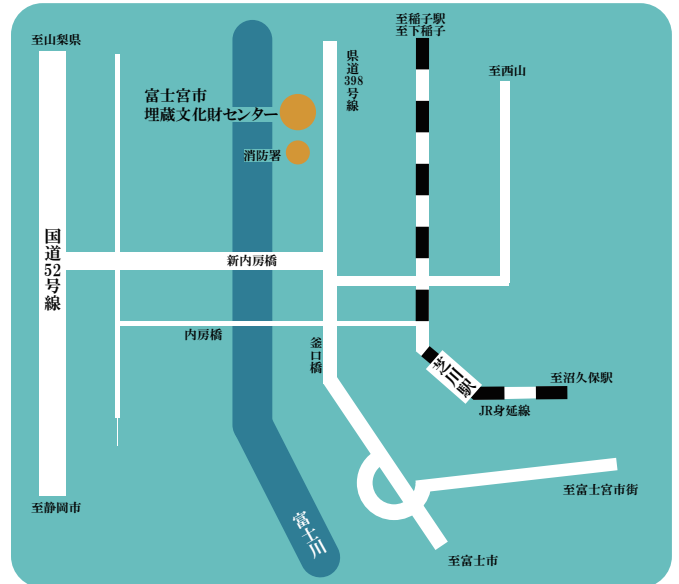 至稲子駅
至下稲子
至山梨県
県道398号線
至西山
富士宮市
埋蔵文化財センター
消防署
国道52号線
新内房橋
内房橋
釜口橋
芝川駅
至沼久保駅
JR身延線
至富士宮市街
至静岡市
富士川
至富士市